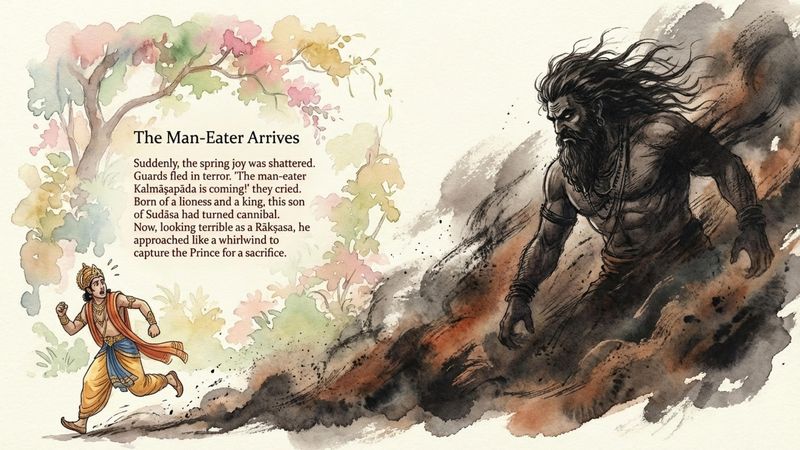 The Man-Eater Arrives
Suddenly, the spring joy was shattered.
Guards fled in terror. 'The man-eater
Kalmāṣapāda is coming!' they cried.
Born of a lioness and a king, this son
of Sudāsa had turned cannibal.
Now, looking terrible as a Rākṣasa, he
approached like a whirlwind to
capture the Prince for a sacrifice.